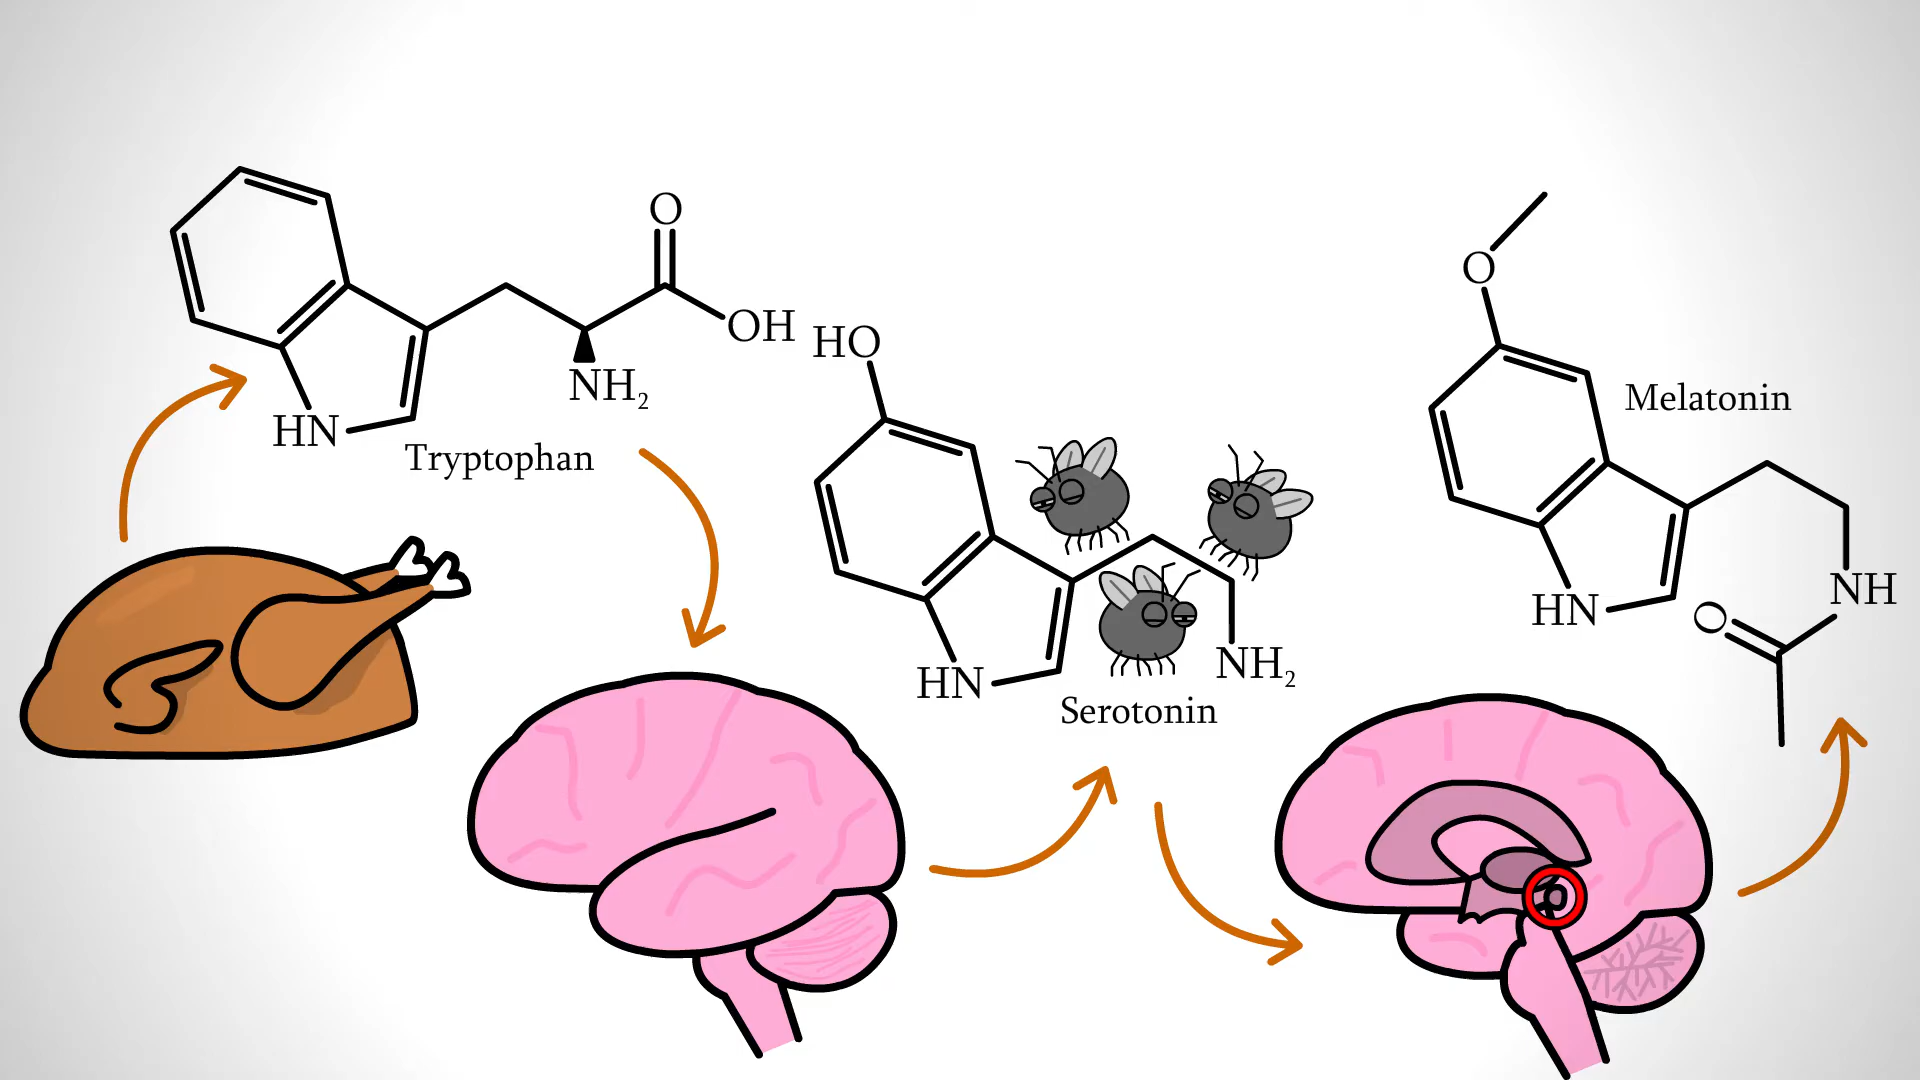 O
OH
NH₂
HN
Tryptophan
HO
HN
NH₂
Serotonin
O
Melatonin
HN
NH
O